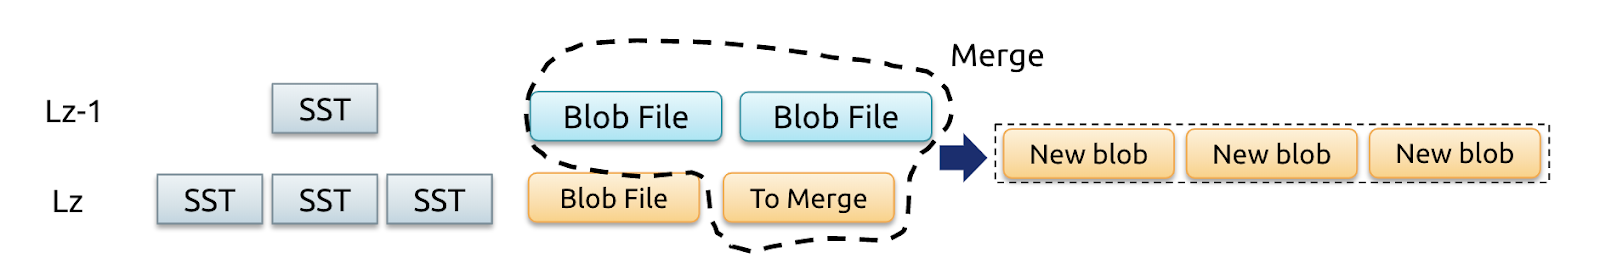 Merge
Lz-1 SST Blob File Blob File
New blob New blob New blob
Lz SST SST SST Blob File To Merge